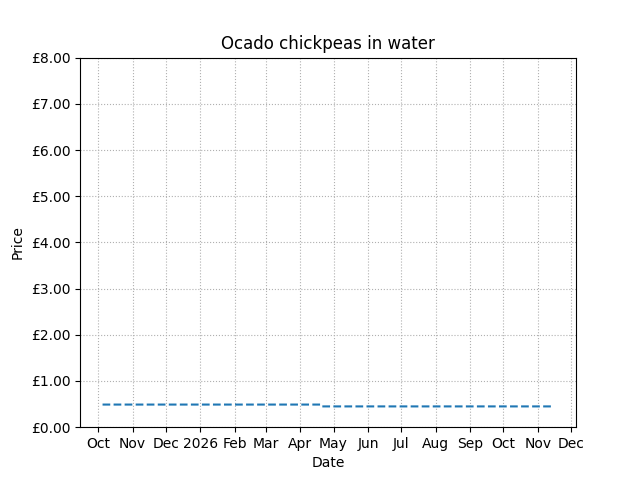 Ocado chickpeas in water
£8.00
£7.00
£6.00
£5.00
£4.00
£3.00
£2.00
£1.00
£0.00
Price
Oct Nov Dec 2026 Feb Mar Apr May Jun Jul Aug Sep Oct Nov Dec
Date